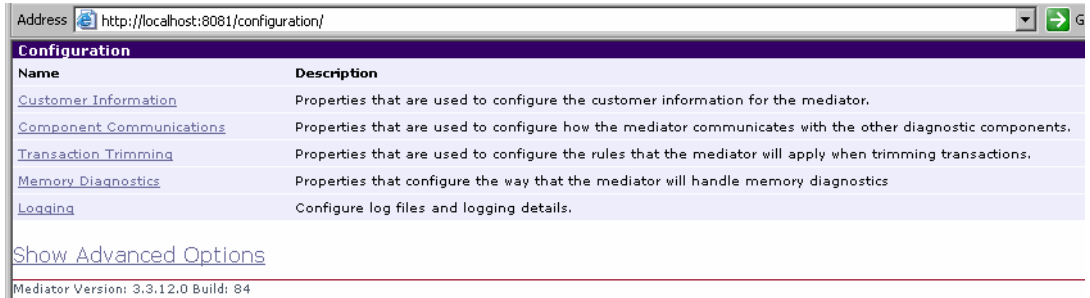 Address http://localhost:8081/configuration/ G
Configuration
Name Description
Customer Information Properties that are used to configure the customer information for the mediator.
Component Communications Properties that are used to configure how the mediator communicates with the other diagnostic components.
Transaction Trimming Properties that are used to configure the rules that the mediator will apply when trimming transactions.
Memory Diagnostics Properties that configure the way that the mediator will handle memory diagnostics
Logging Configure log files and logging details.
Show Advanced Options
Mediator Version: 3.3.12.0 Build: 84